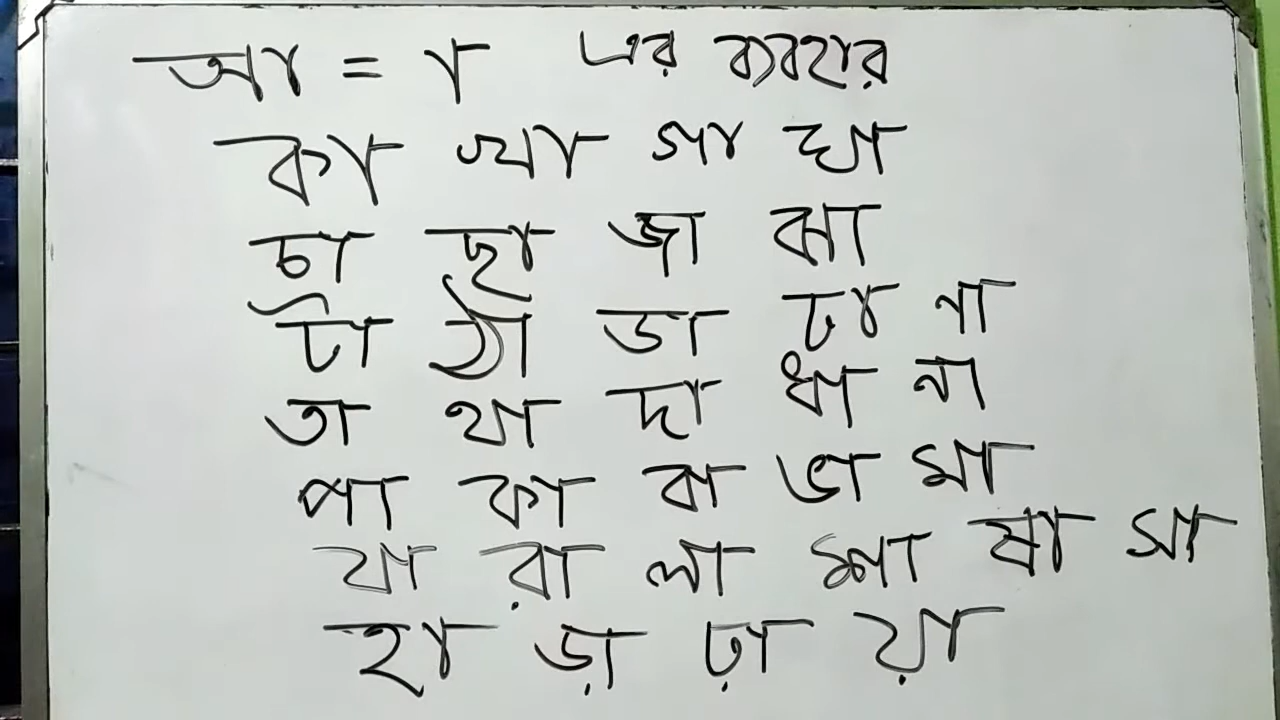 আ = া এর ব্যবহার
কা খা গা ঘা
চা ছা জা ঝা
টা ঠা ডা ঢা ণা
তা থা দা ধা না
পা ফা বা ভা মা
যা রা লা শা ষা সা
হা ড়া ঢ়া য়া